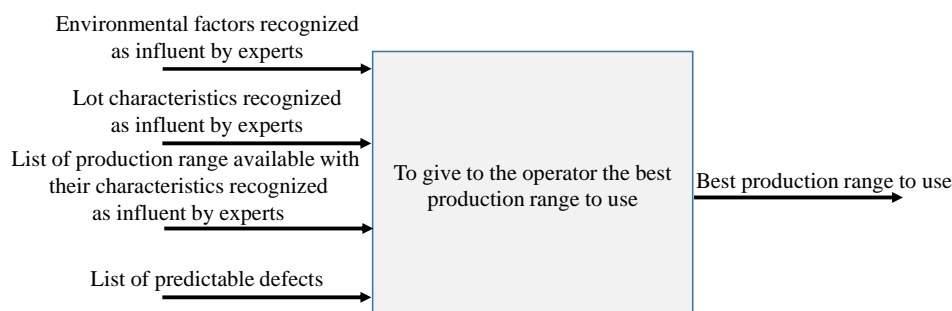 Environmental factors recognized
as influent by experts
Lot characteristics recognized
as influent by experts
List of production range available with
their characteristics recognized
as influent by experts
List of predictable defects
To give to the operator the best
production range to use
Best production range to use